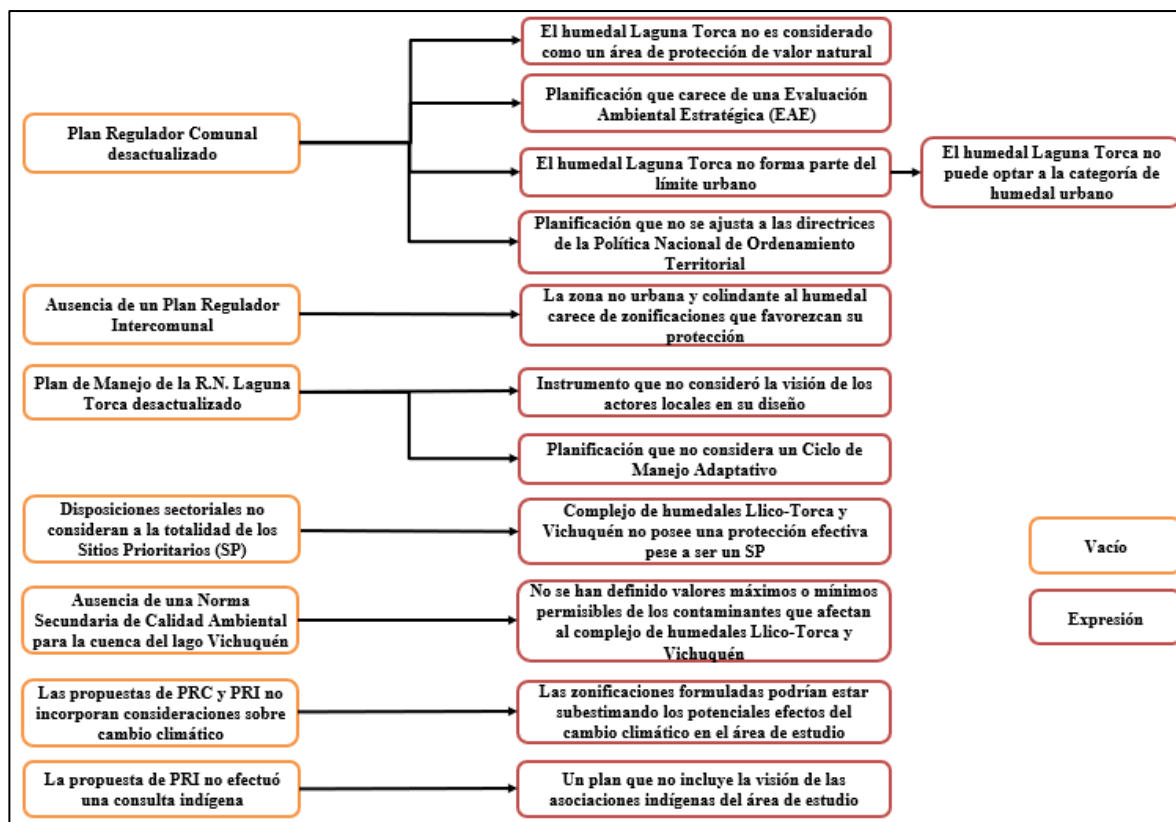 El humedal Laguna Torca no es considerado
como un área de protección de valor natural
Planificación que carece de una Evaluación
Ambiental Estratégica (EAE)
Plan Regulador Comunal
desactualizado
El humedal Laguna Torca no forma parte del
límite urbano
El humedal Laguna Torca no
puede optar a la categoría de
humedal urbano
Planificación que no se ajusta a las directrices
de la Política Nacional de Ordenamiento
Territorial
Ausencia de un Plan Regulador
Intercomunal
La zona no urbana y colindante al humedal
carece de zonificaciones que favorezcan su
protección
Plan de Manejo de la R.N. Laguna
Torca desactualizado
Instrumento que no consideró la visión de los
actores locales en su diseño
Planificación que no considera un Ciclo de
Manejo Adaptativo
Disposiciones sectoriales no
consideran a la totalidad de los
Sitios Prioritarios (SP)
Complejo de humedales Llico-Torca y
Vichuquén no posee una protección efectiva
pese a ser un SP
Ausencia de una Norma
Secundaria de Calidad Ambiental
para la cuenca del lago Vichuquén
No se han definido valores máximos o mínimos
permisibles de los contaminantes que afectan
al complejo de humedales Llico-Torca y
Vichuquén
Las propuestas de PRC y PRI no
incorporan consideraciones sobre
cambio climático
Las zonificaciones formuladas podrían estar
subestimando los potenciales efectos del
cambio climático en el área de estudio
La propuesta de PRI no efectuó
una consulta indígena
Un plan que no incluye la visión de las
asociaciones indígenas del área de estudio
Vacío
Expresión